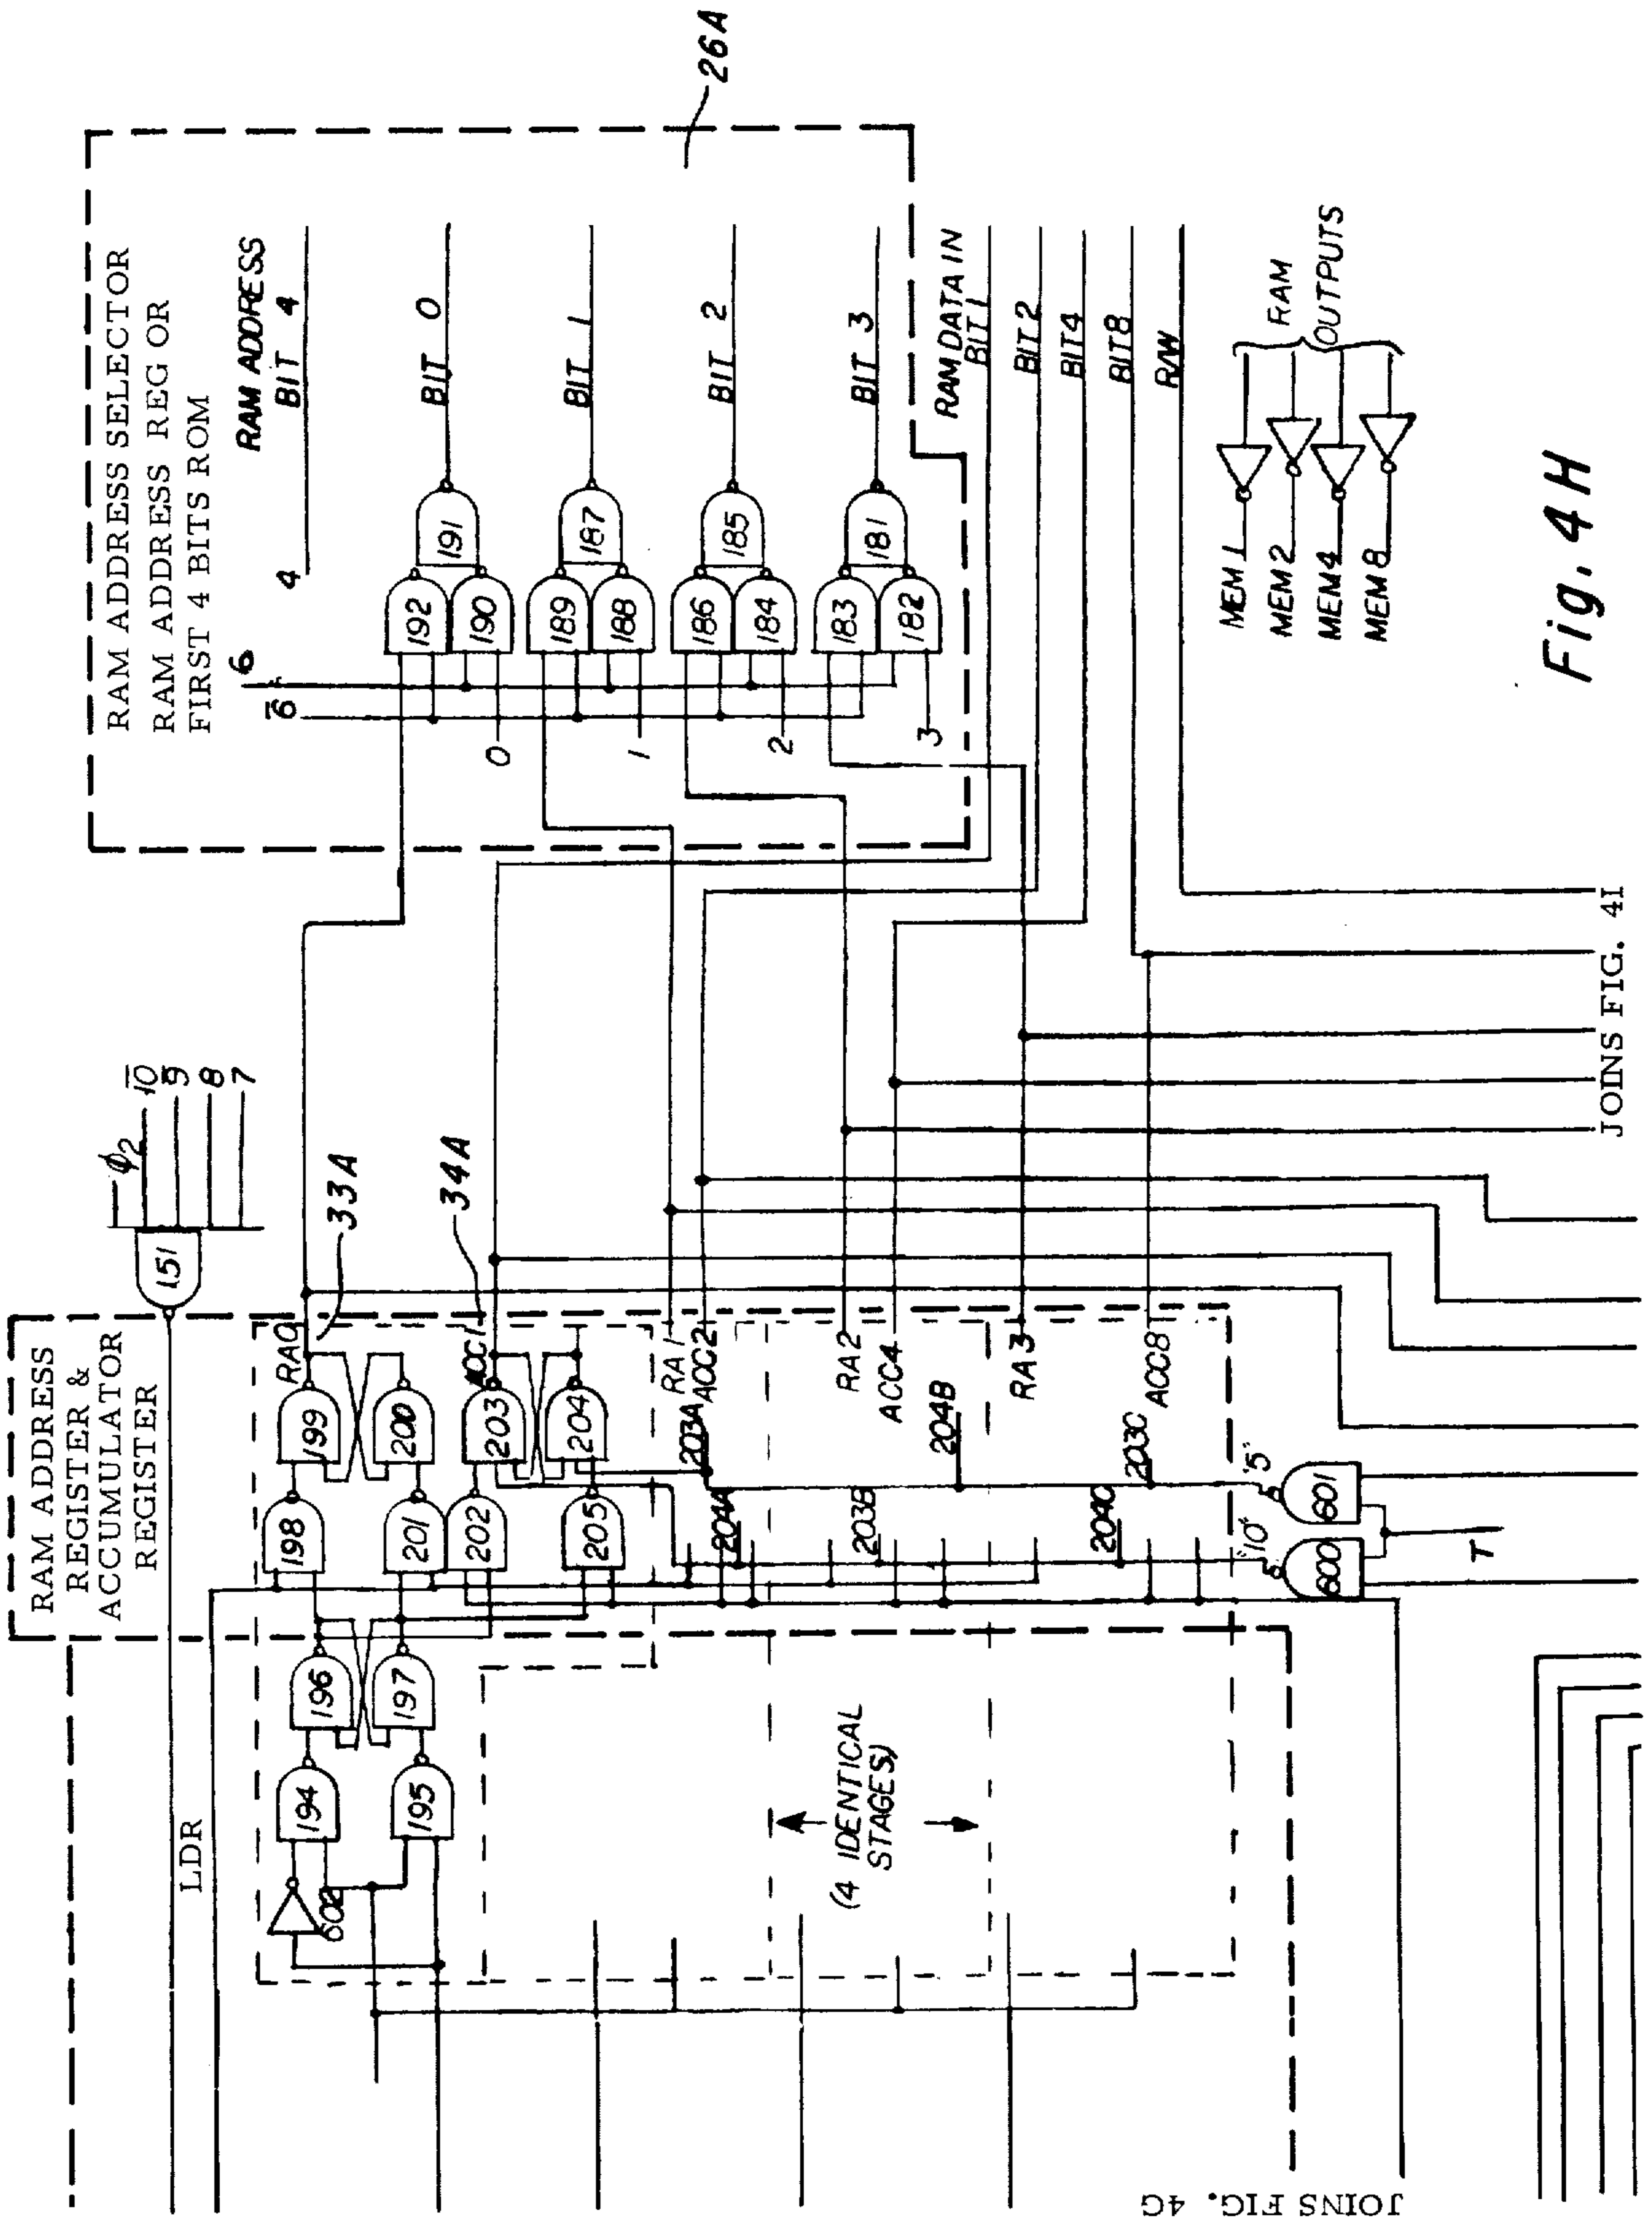 RAM ADDRESS SELECTOR
RAM ADDRESS REG OR
FIRST 4 BITS ROM
26A
RAM ADDRESS
4 BIT 4
6
6̅
192
190
191
BIT 0
0
189
188
187
BIT 1
1
186
184
185
BIT 2
2
183
182
181
BIT 3
3
RAM DATA IN
BIT 1
BIT 2
BIT 4
BIT 8
R/W
MEM 1
MEM 2
MEM 4
MEM 8
RAM
OUTPUTS
RAM ADDRESS
REGISTER &
ACCUMULATOR
REGISTER
151
ϕ2
1̅0̅
9̅
8
7
33A
34A
LDR
602
194
195
196
197
198
201
202
205
199
200
203
204
RA0
ACC1
RA1
ACC2
203A
204A
RA2
ACC4
203B
204B
RA3
ACC8
203C
204C
"10"
"5"
600
601
T
(4 IDENTICAL
STAGES)
JOINS FIG. 4G
JOINS FIG. 4I
Fig. 4H